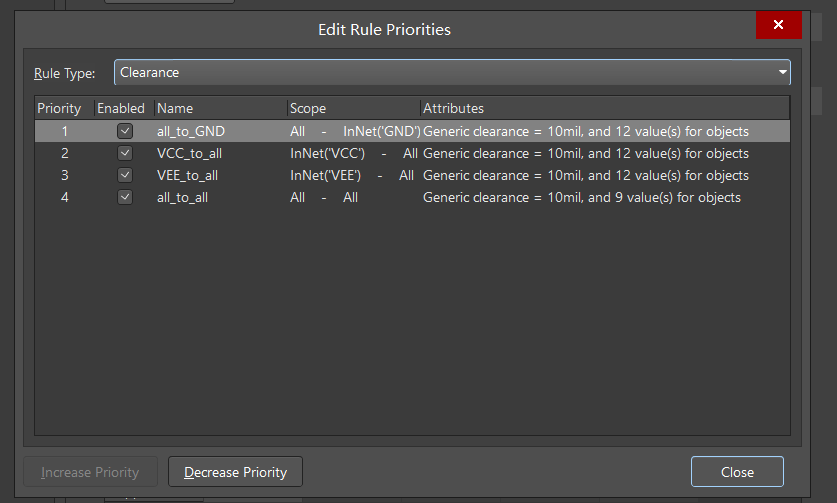 Edit Rule Priorities
Rule Type: Clearance
Priority Enabled Name Scope Attributes
1 all_to_GND All - InNet('GND') Generic clearance = 10mil, and 12 value(s) for objects
2 VCC_to_all InNet('VCC') - All Generic clearance = 10mil, and 12 value(s) for objects
3 VEE_to_all InNet('VEE') - All Generic clearance = 10mil, and 12 value(s) for objects
4 all_to_all All - All Generic clearance = 10mil, and 9 value(s) for objects
Increase Priority Decrease Priority Close